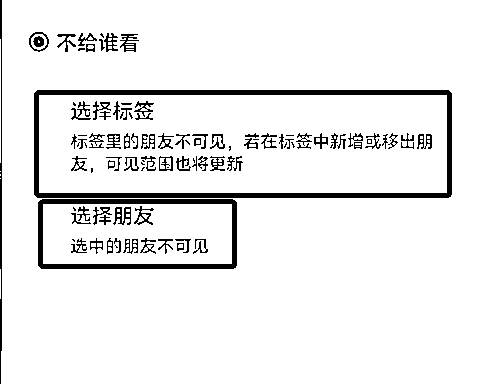 不给谁看
选择标签
标签里的朋友不可见，若在标签中新增或移出朋
友，可见范围也将更新
选择朋友
选中的朋友不可见